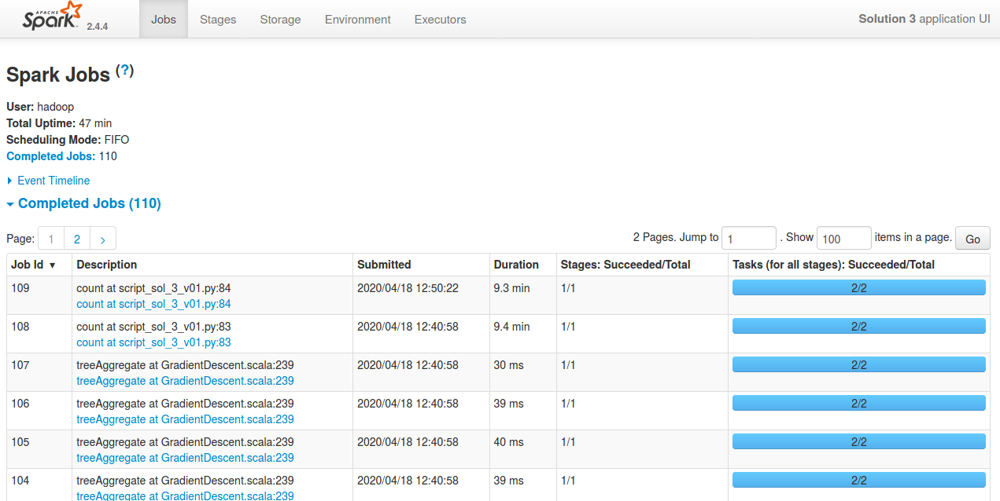 APACHE
Spark 2.4.4 Jobs Stages Storage Environment Executors Solution 3 application UI
Spark Jobs (?)
User: hadoop
Total Uptime: 47 min
Scheduling Mode: FIFO
Completed Jobs: 110
Event Timeline
Completed Jobs (110)
Page: 1 2 > 2 Pages. Jump to 1 . Show 100 items in a page. Go
Job Id ▼ Description Submitted Duration Stages: Succeeded/Total Tasks (for all stages): Succeeded/Total
109 count at script_sol_3_v01.py:84 2020/04/18 12:50:22 9.3 min 1/1 2/2
count at script_sol_3_v01.py:84
108 count at script_sol_3_v01.py:83 2020/04/18 12:40:58 9.4 min 1/1 2/2
count at script_sol_3_v01.py:83
107 treeAggregate at GradientDescent.scala:239 2020/04/18 12:40:58 30 ms 1/1 2/2
treeAggregate at GradientDescent.scala:239
106 treeAggregate at GradientDescent.scala:239 2020/04/18 12:40:58 39 ms 1/1 2/2
treeAggregate at GradientDescent.scala:239
105 treeAggregate at GradientDescent.scala:239 2020/04/18 12:40:58 40 ms 1/1 2/2
treeAggregate at GradientDescent.scala:239
104 treeAggregate at GradientDescent.scala:239 2020/04/18 12:40:58 39 ms 1/1 2/2
treeAggregate at GradientDescent.scala:239